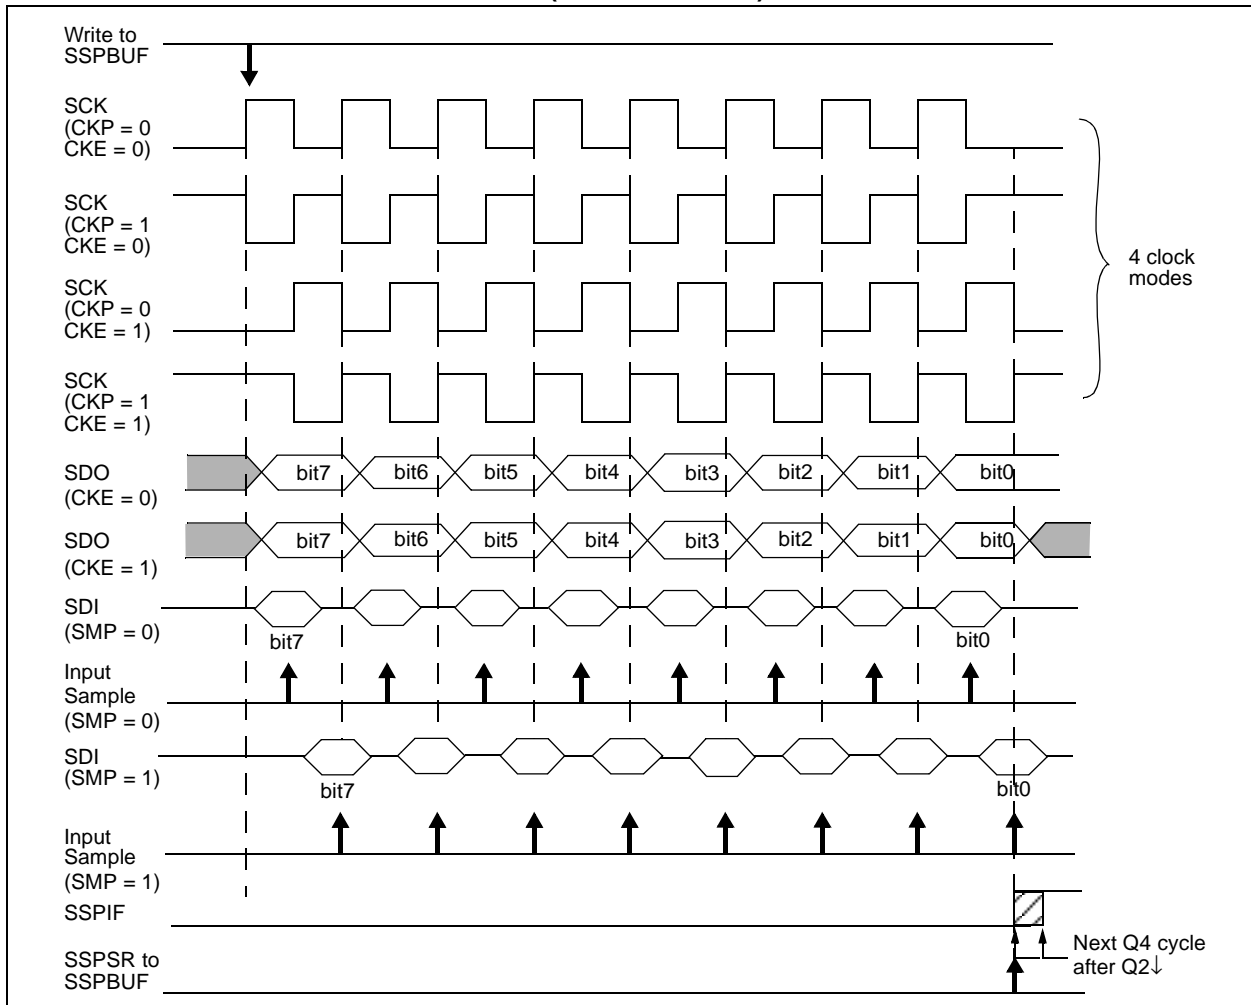 Write to
SSPBUF
SCK
(CKP = 0
CKE = 0)
SCK
(CKP = 1
CKE = 0)
SCK
(CKP = 0
CKE = 1)
SCK
(CKP = 1
CKE = 1)
4 clock
modes
SDO
(CKE = 0)
bit7 bit6 bit5 bit4 bit3 bit2 bit1 bit0
SDO
(CKE = 1)
bit7 bit6 bit5 bit4 bit3 bit2 bit1 bit0
SDI
(SMP = 0)
bit7 bit0
Input
Sample
(SMP = 0)
SDI
(SMP = 1)
bit7 bit0
Input
Sample
(SMP = 1)
SSPIF
SSPSR to
SSPBUF
Next Q4 cycle
after Q2↓